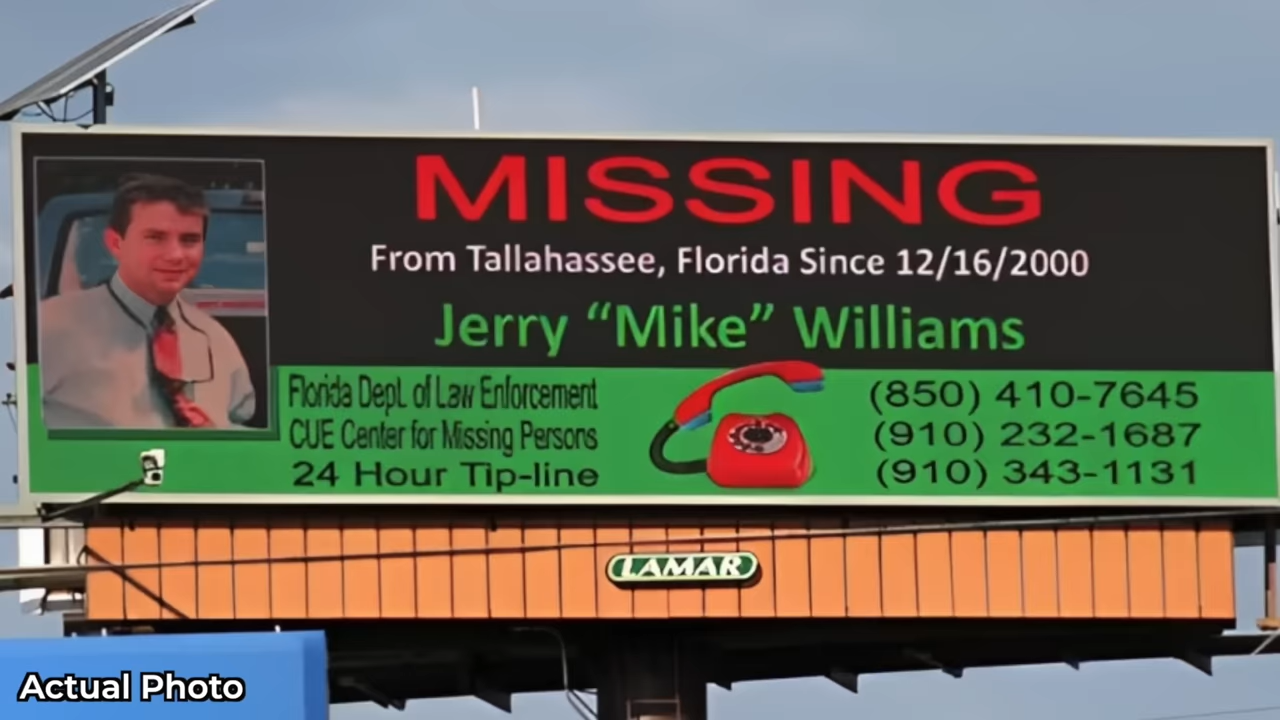 MISSING
From Tallahassee, Florida Since 12/16/2000
Jerry “Mike” Williams
Florida Dept. of Law Enforcement (850) 410-7645
CUE Center for Missing Persons (910) 232-1687
24 Hour Tip-line (910) 343-1131
LAMAR
Actual Photo